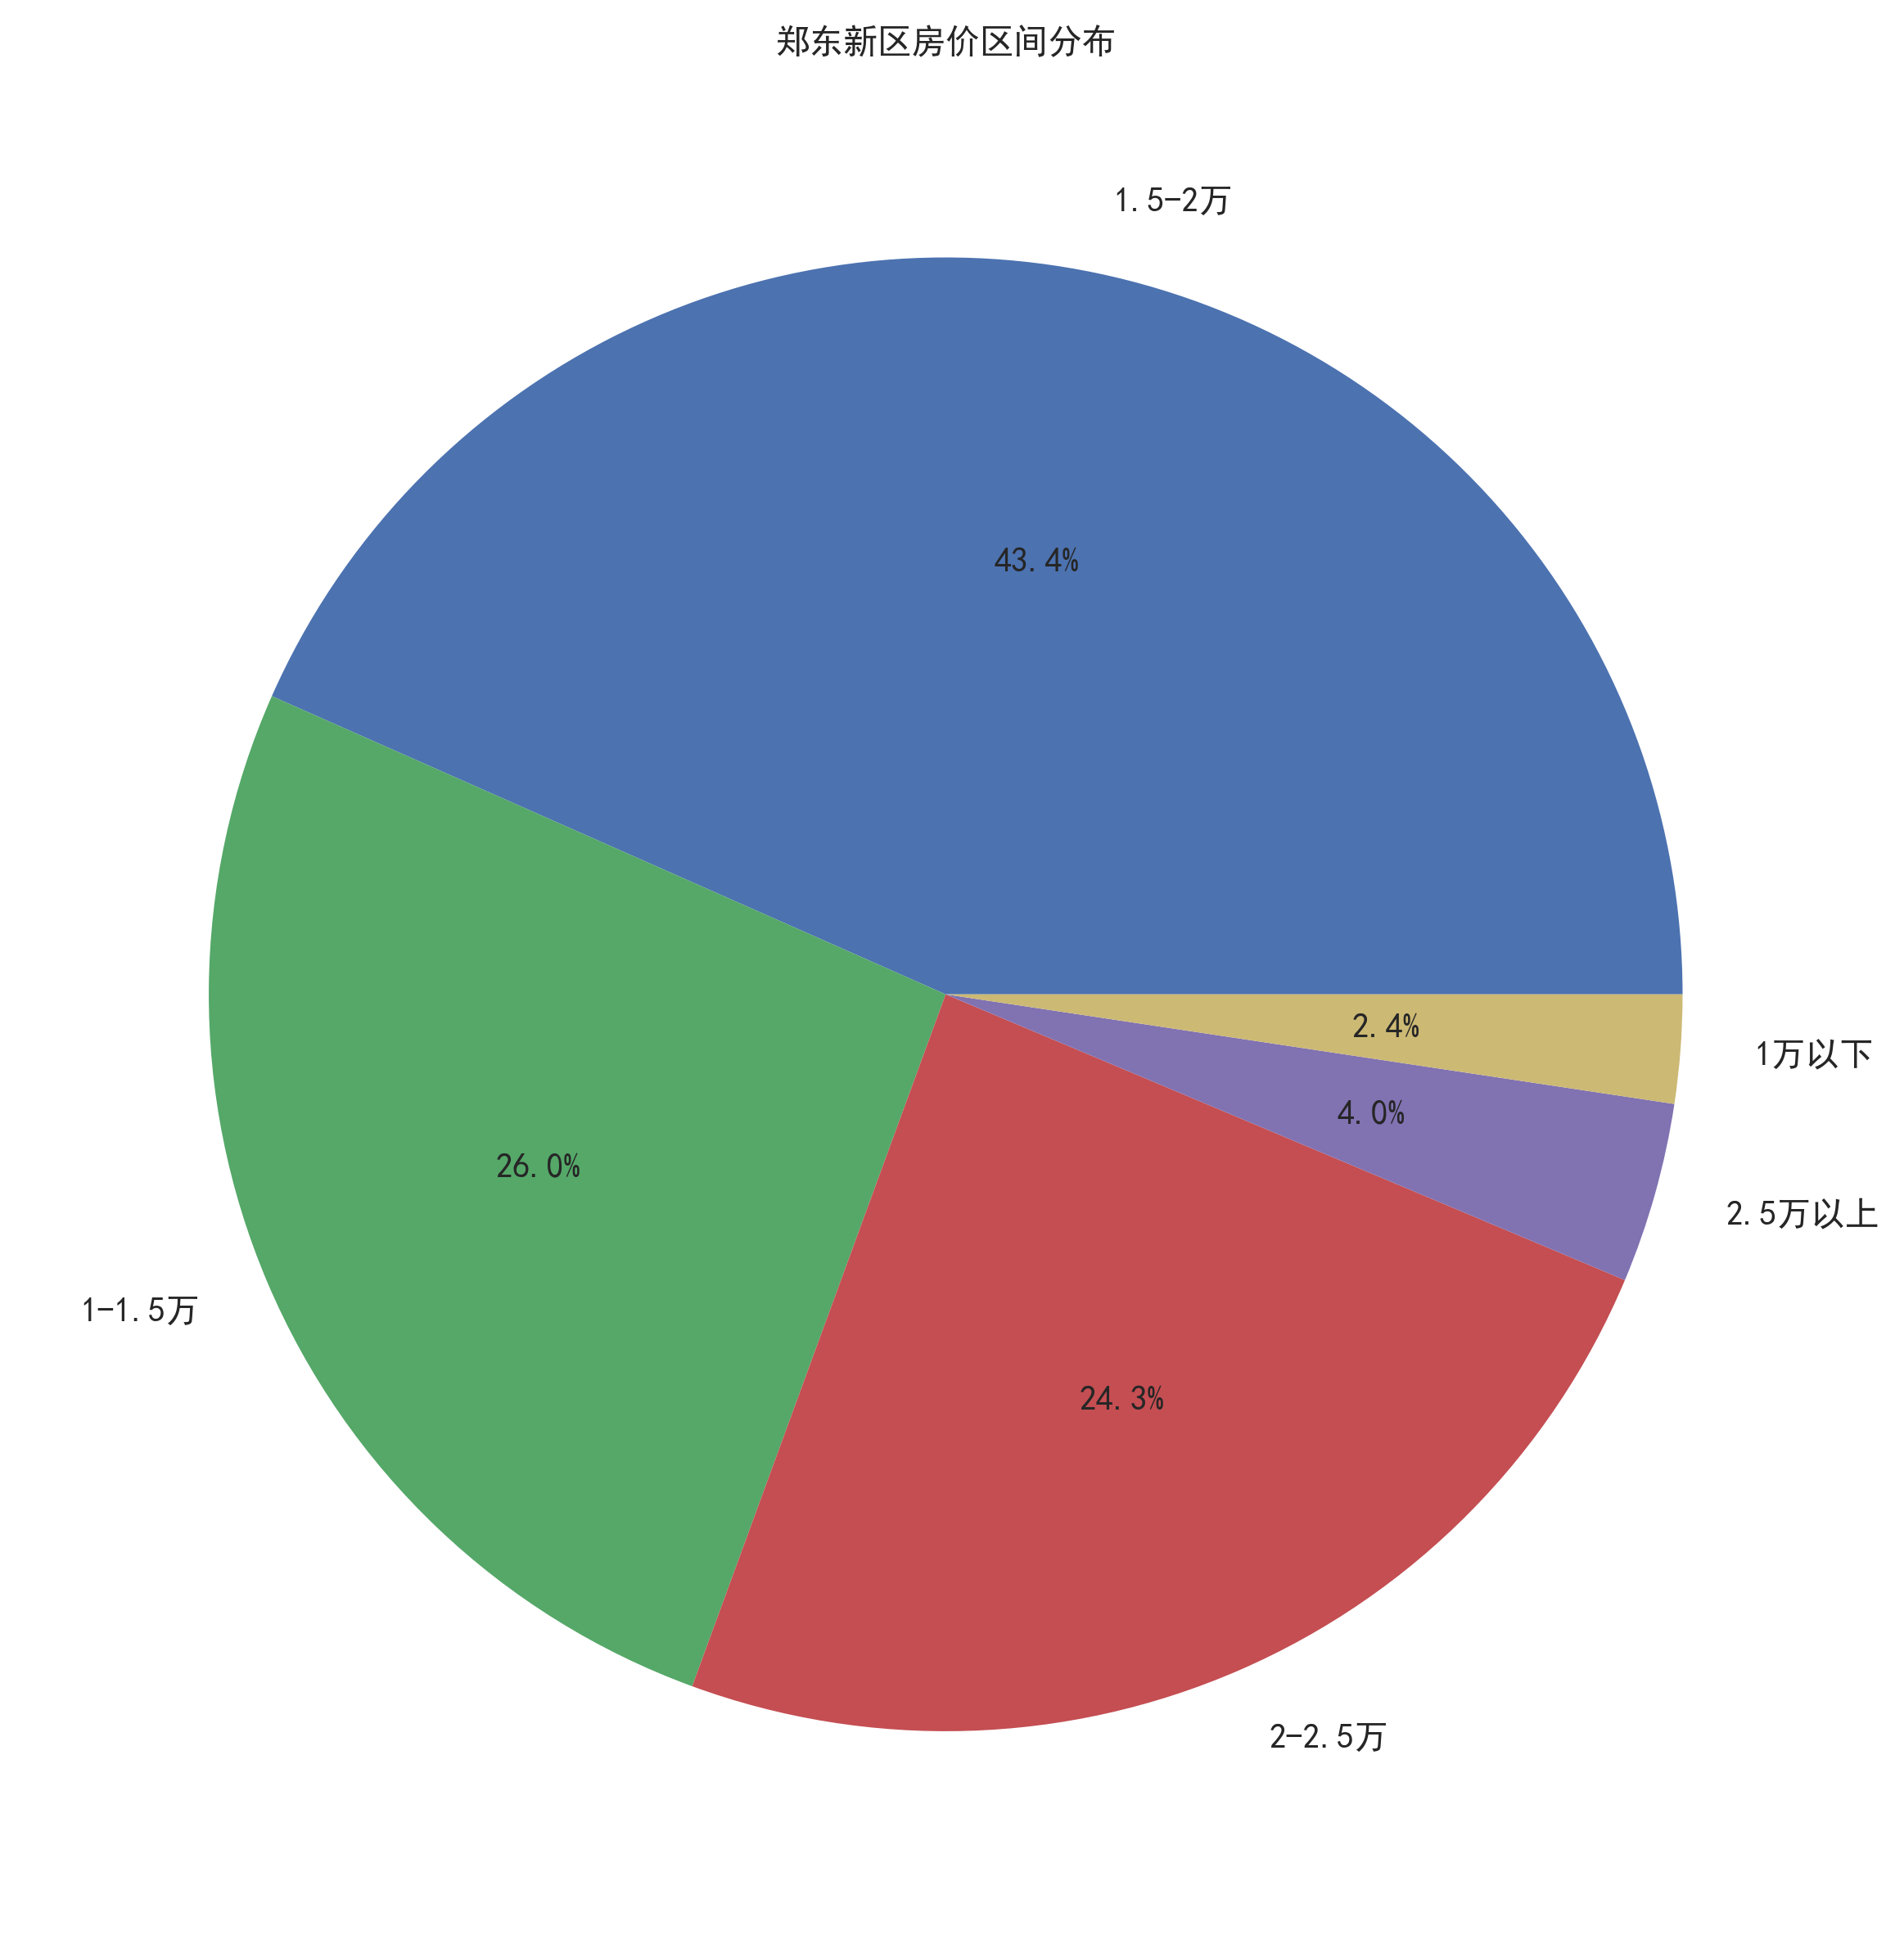 郑东新区房价区间分布
1.5-2万
43.4%
2.4%
1万以下
4.0%
26.0%
2.5万以上
1-1.5万
24.3%
2-2.5万